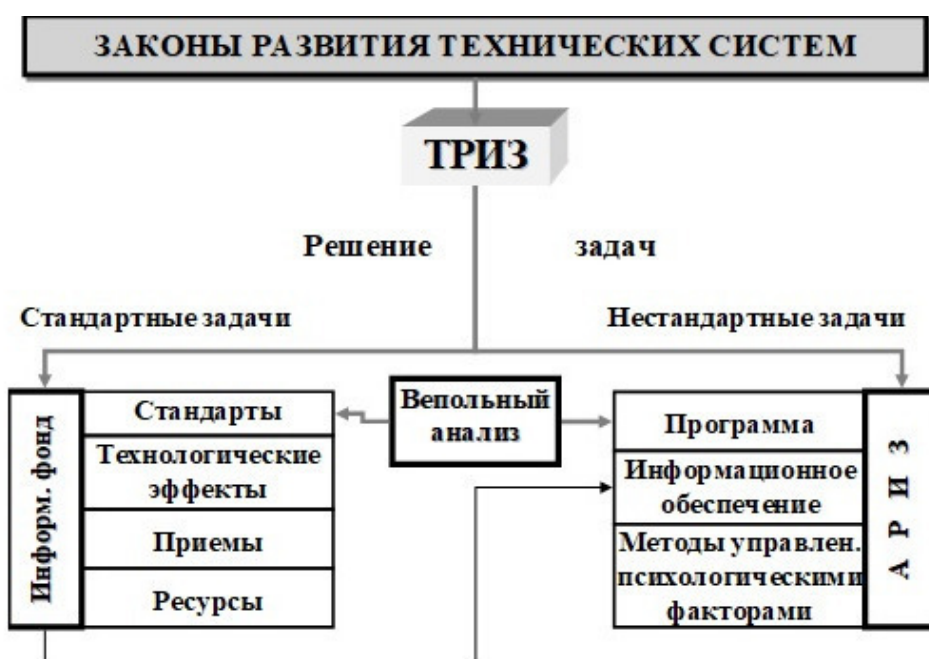 ЗАКОНЫ РАЗВИТИЯ ТЕХНИЧЕСКИХ СИСТЕМ
ТРИЗ
Решение задач
Стандартные задачи
Нестандартные задачи
Информ. фонд
Стандарты
Технологические
эффекты
Приемы
Ресурсы
Вепольный
анализ
Программа
Информационное
обеспечение
Методы управлен.
психологическими
факторами
А Р И З